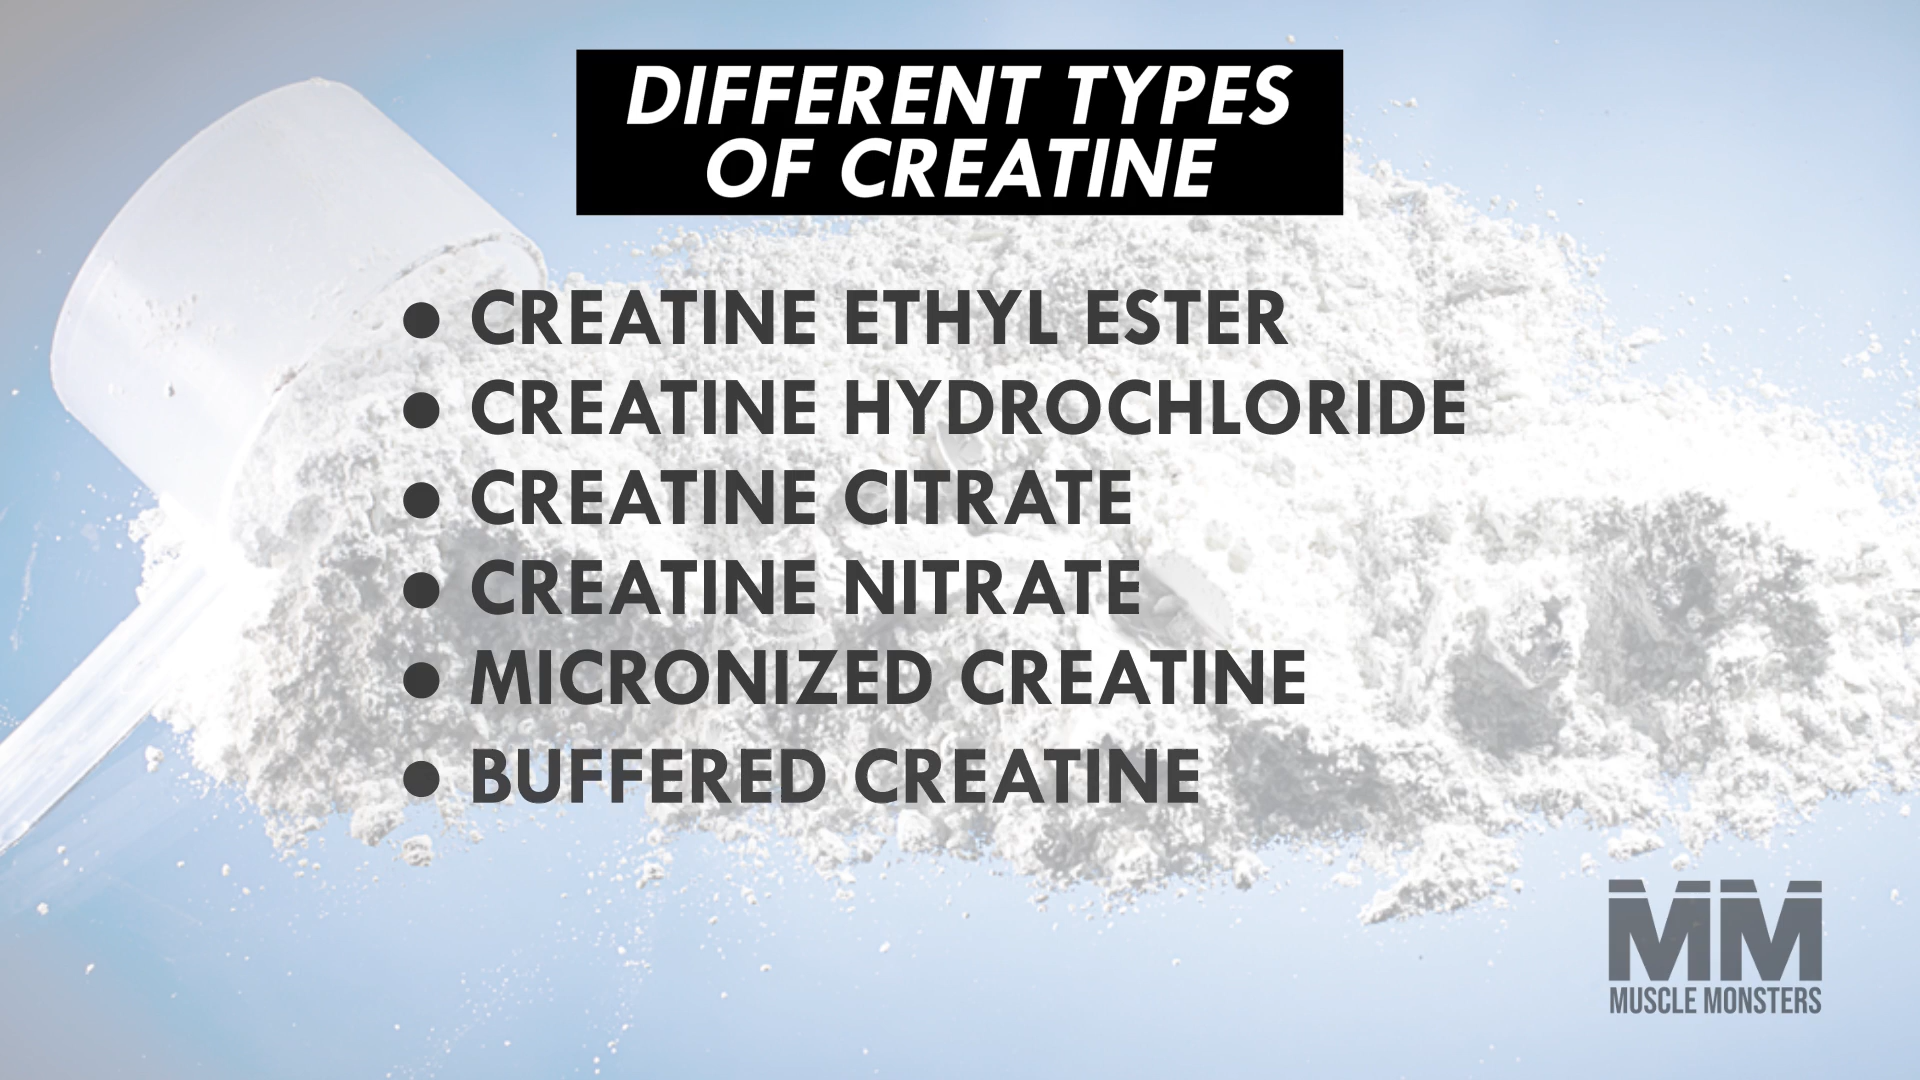 DIFFERENT TYPES
OF CREATINE
• CREATINE ETHYL ESTER
• CREATINE HYDROCHLORIDE
• CREATINE CITRATE
• CREATINE NITRATE
• MICRONIZED CREATINE
• BUFFERED CREATINE
MM
MUSCLE MONSTERS